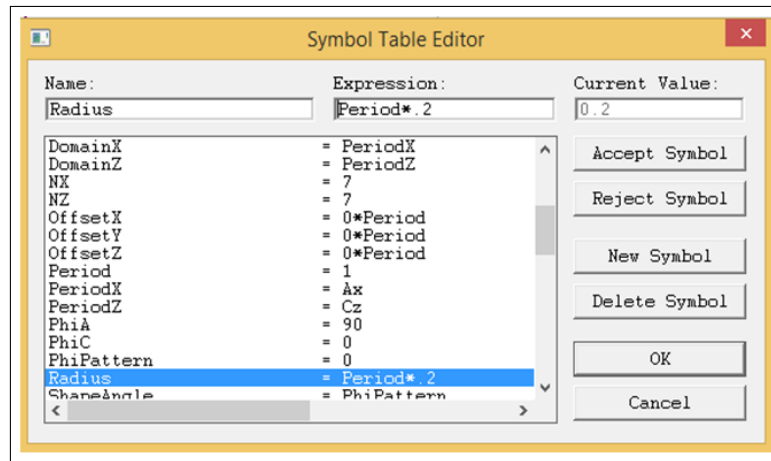 Symbol Table Editor
Name: Expression: Current Value:
Radius Period*.2 0.2
DomainX = PeriodX
DomainZ = PeriodZ
NX = 7
NZ = 7
OffsetX = 0*Period
OffsetY = 0*Period
OffsetZ = 0*Period
Period = 1
PeriodX = Ax
PeriodZ = Cz
PhiA = 90
PhiC = 0
PhiPattern = 0
Radius = Period*.2
ShapeAngle = PhiPattern
Accept Symbol
Reject Symbol
New Symbol
Delete Symbol
OK
Cancel